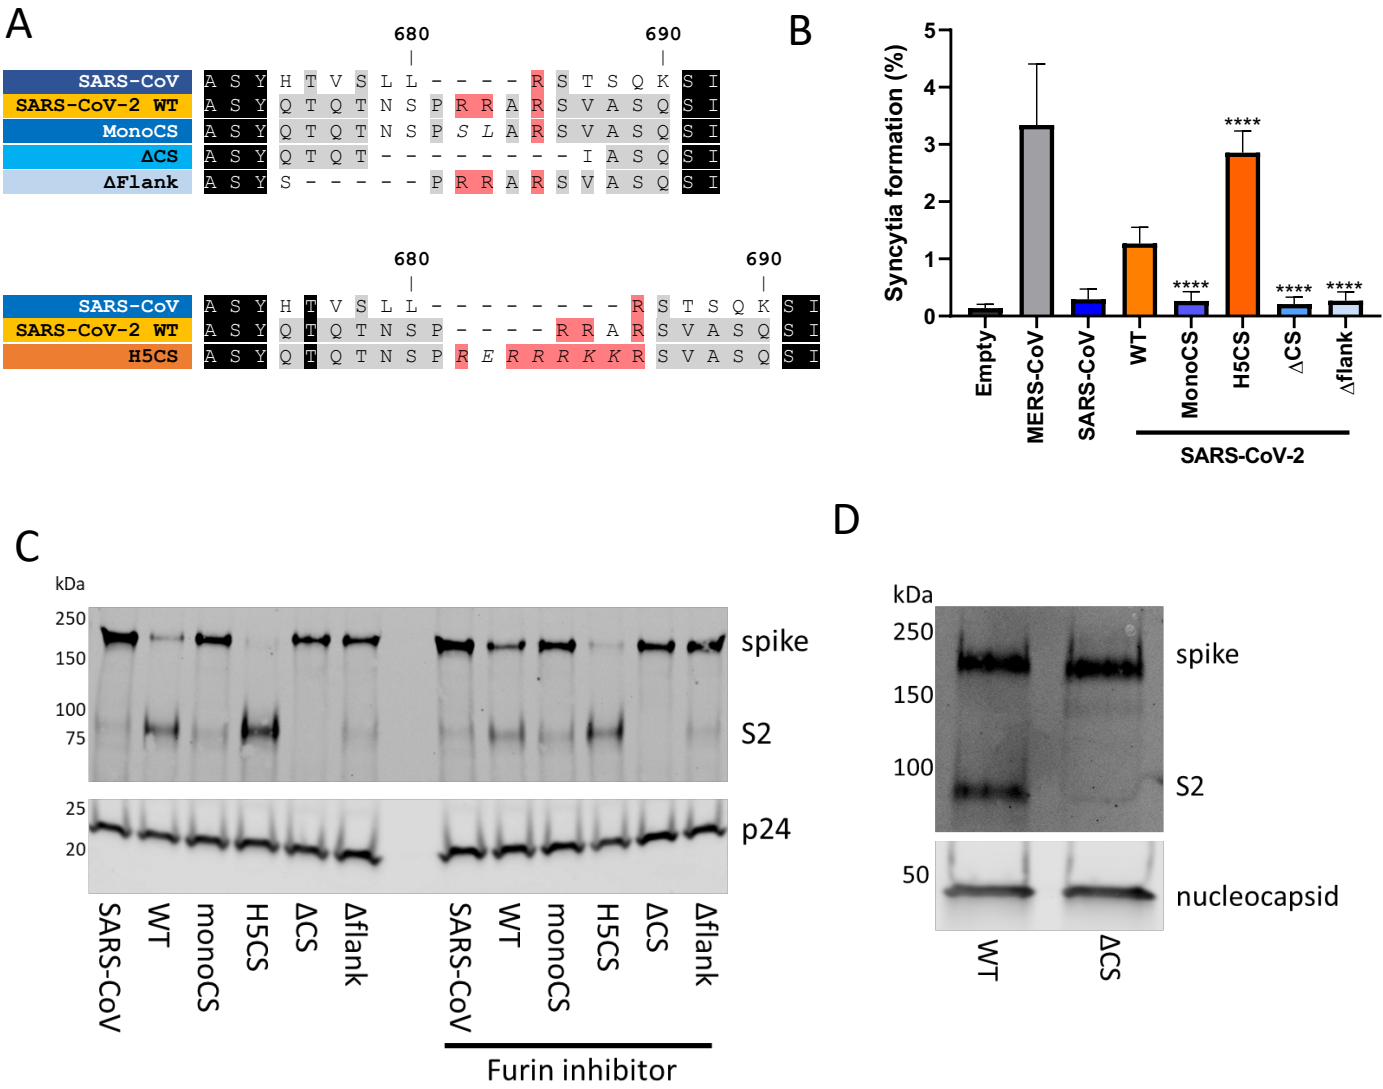 A
680 690
SARS-CoV A S Y H T V S L L - - - - R S T S Q K S I
SARS-CoV-2 WT A S Y Q T Q T N S P R R A R S V A S Q S I
MonoCS A S Y Q T Q T N S P S L A R S V A S Q S I
ΔCS A S Y Q T Q T - - - - - - - - I A S Q S I
ΔFlank A S Y S - - - - - P R R A R S V A S Q S I
680 690
SARS-CoV A S Y H T V S L L - - - - - - - - R S T S Q K S I
SARS-CoV-2 WT A S Y Q T Q T N S P - - - - R R A R S V A S Q S I
H5CS A S Y Q T Q T N S P R E R R R K K R S V A S Q S I
B
Syncytia formation (%)
5
4
3
2
1
0
****
****
****
****
Empty
MERS-CoV
SARS-CoV
WT
MonoCS
H5CS
ΔCS
Δflank
SARS-CoV-2
C
kDa
250
150
100
75
spike
S2
25
20
p24
SARS-CoV
WT
monoCS
H5CS
ΔCS
Δflank
SARS-CoV
WT
monoCS
H5CS
ΔCS
Δflank
Furin inhibitor
D
kDa
250
150
100
spike
S2
50
nucleocapsid
WT
ΔCS